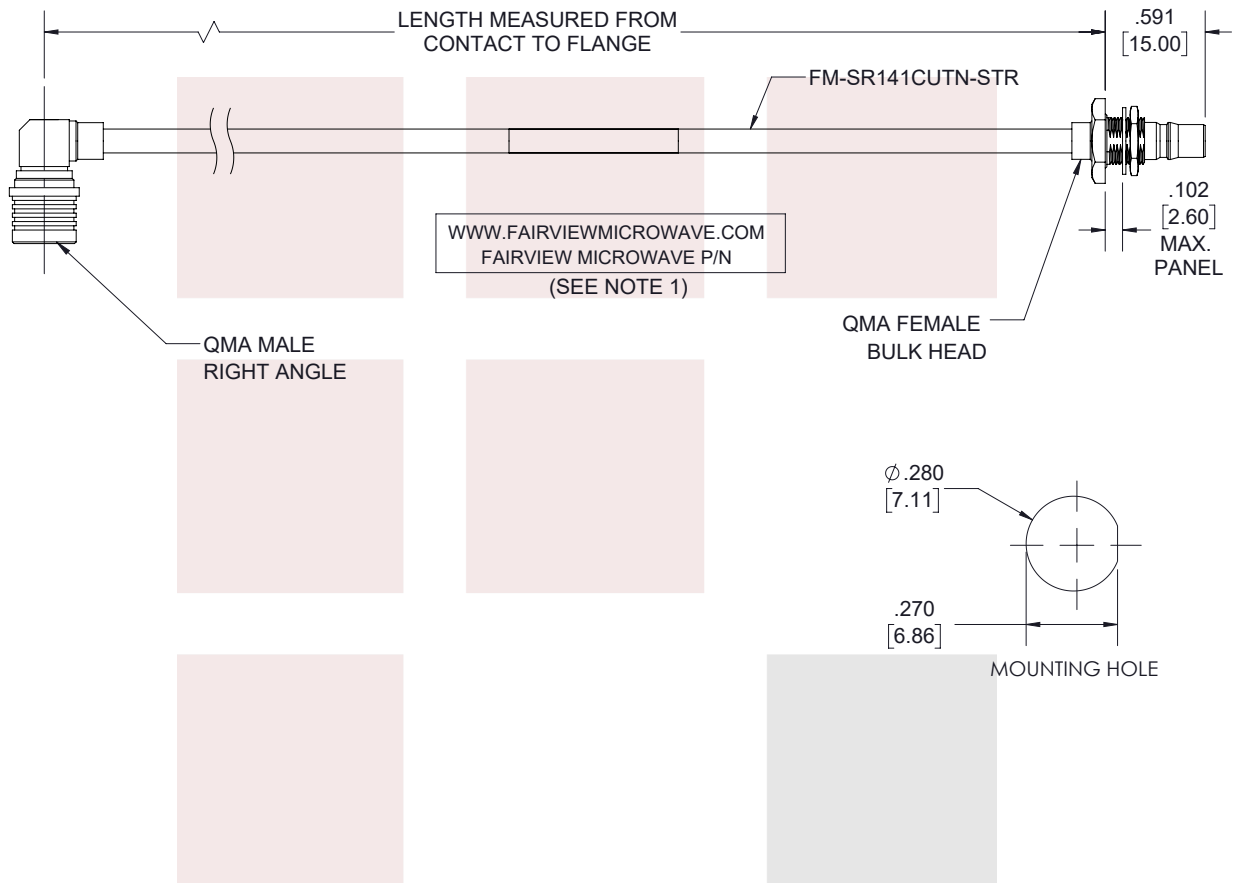 LENGTH MEASURED FROM
CONTACT TO FLANGE
.591
[15.00]
FM-SR141CUTN-STR
.102
[2.60]
MAX.
PANEL
WWW.FAIRVIEWMICROWAVE.COM
FAIRVIEW MICROWAVE P/N
(SEE NOTE 1)
QMA MALE
RIGHT ANGLE
QMA FEMALE
BULK HEAD
∅.280
[7.11]
.270
[6.86]
MOUNTING HOLE